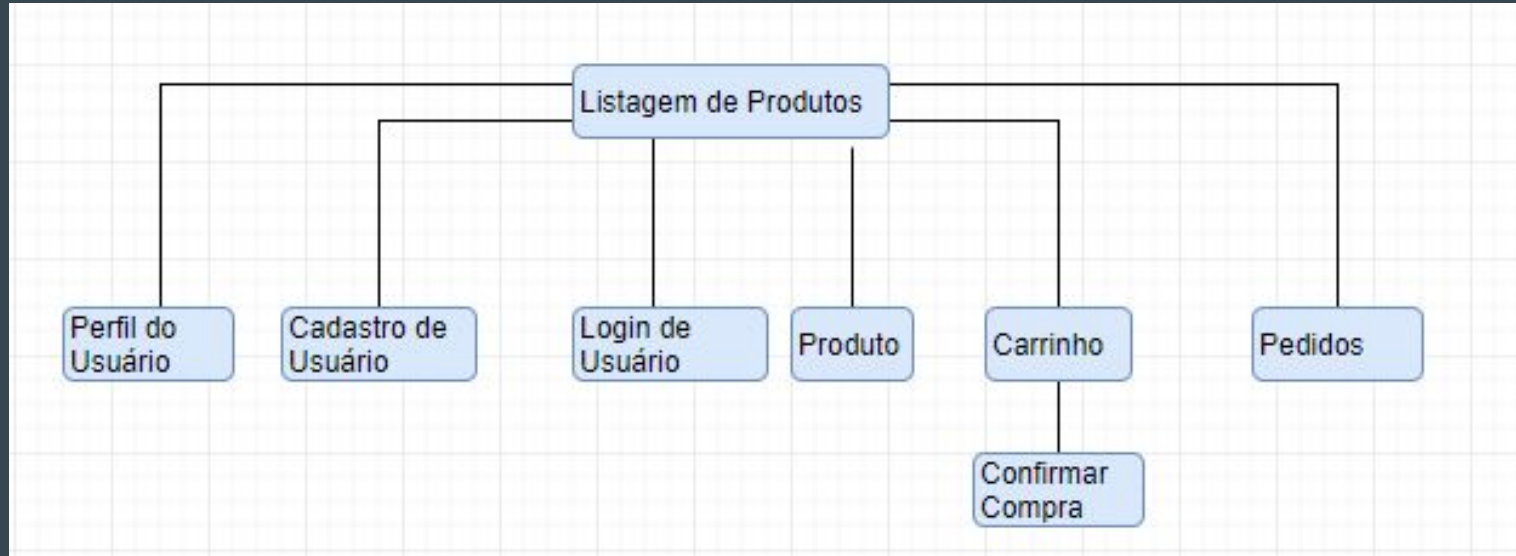 Listagem de Produtos
Perfil do
Usuário
Cadastro de
Usuário
Login de
Usuário
Produto
Carrinho
Pedidos
Confirmar
Compra